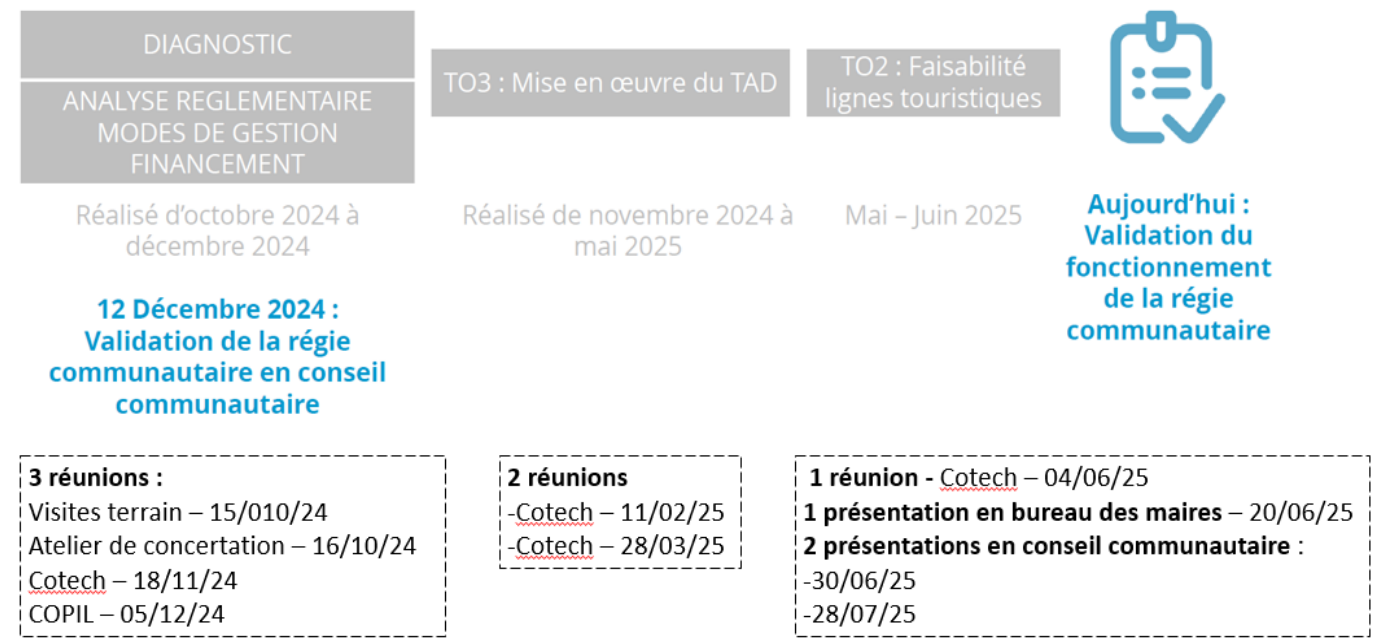 DIAGNOSTIC
ANALYSE REGLEMENTAIRE
MODES DE GESTION
FINANCEMENT
Réalisé d’octobre 2024 à
décembre 2024
12 Décembre 2024 :
Validation de la régie
communautaire en conseil
communautaire
TO3 : Mise en œuvre du TAD
Réalisé de novembre 2024 à
mai 2025
TO2 : Faisabilité
lignes touristiques
Mai – Juin 2025
Aujourd’hui :
Validation du
fonctionnement
de la régie
communautaire
3 réunions :
Visites terrain – 15/010/24
Atelier de concertation – 16/10/24
Cotech – 18/11/24
COPIL – 05/12/24
2 réunions
-Cotech – 11/02/25
-Cotech – 28/03/25
1 réunion - Cotech – 04/06/25
1 présentation en bureau des maires – 20/06/25
2 présentations en conseil communautaire :
-30/06/25
-28/07/25